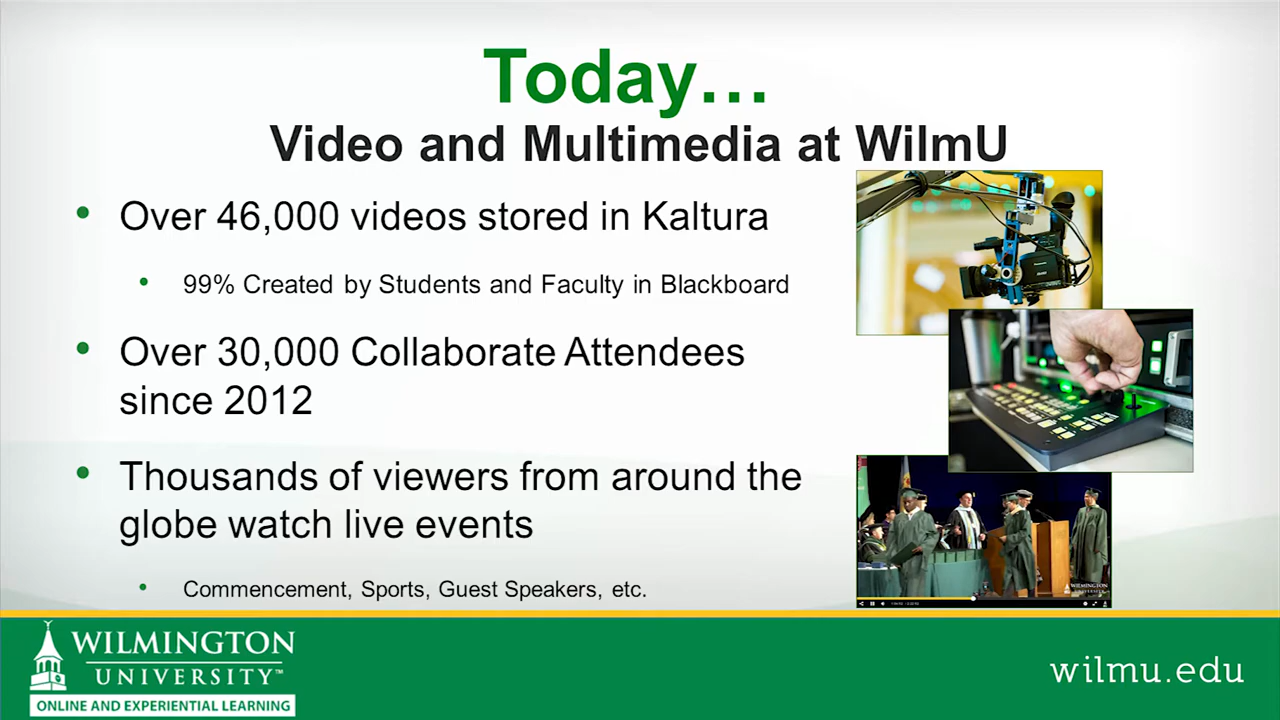 Today…
Video and Multimedia at WilmU
• Over 46,000 videos stored in Kaltura
• 99% Created by Students and Faculty in Blackboard
• Over 30,000 Collaborate Attendees
since 2012
• Thousands of viewers from around the
globe watch live events
• Commencement, Sports, Guest Speakers, etc.
WILMINGTON
UNIVERSITY™
ONLINE AND EXPERIENTIAL LEARNING
wilmu.edu
WILMINGTON